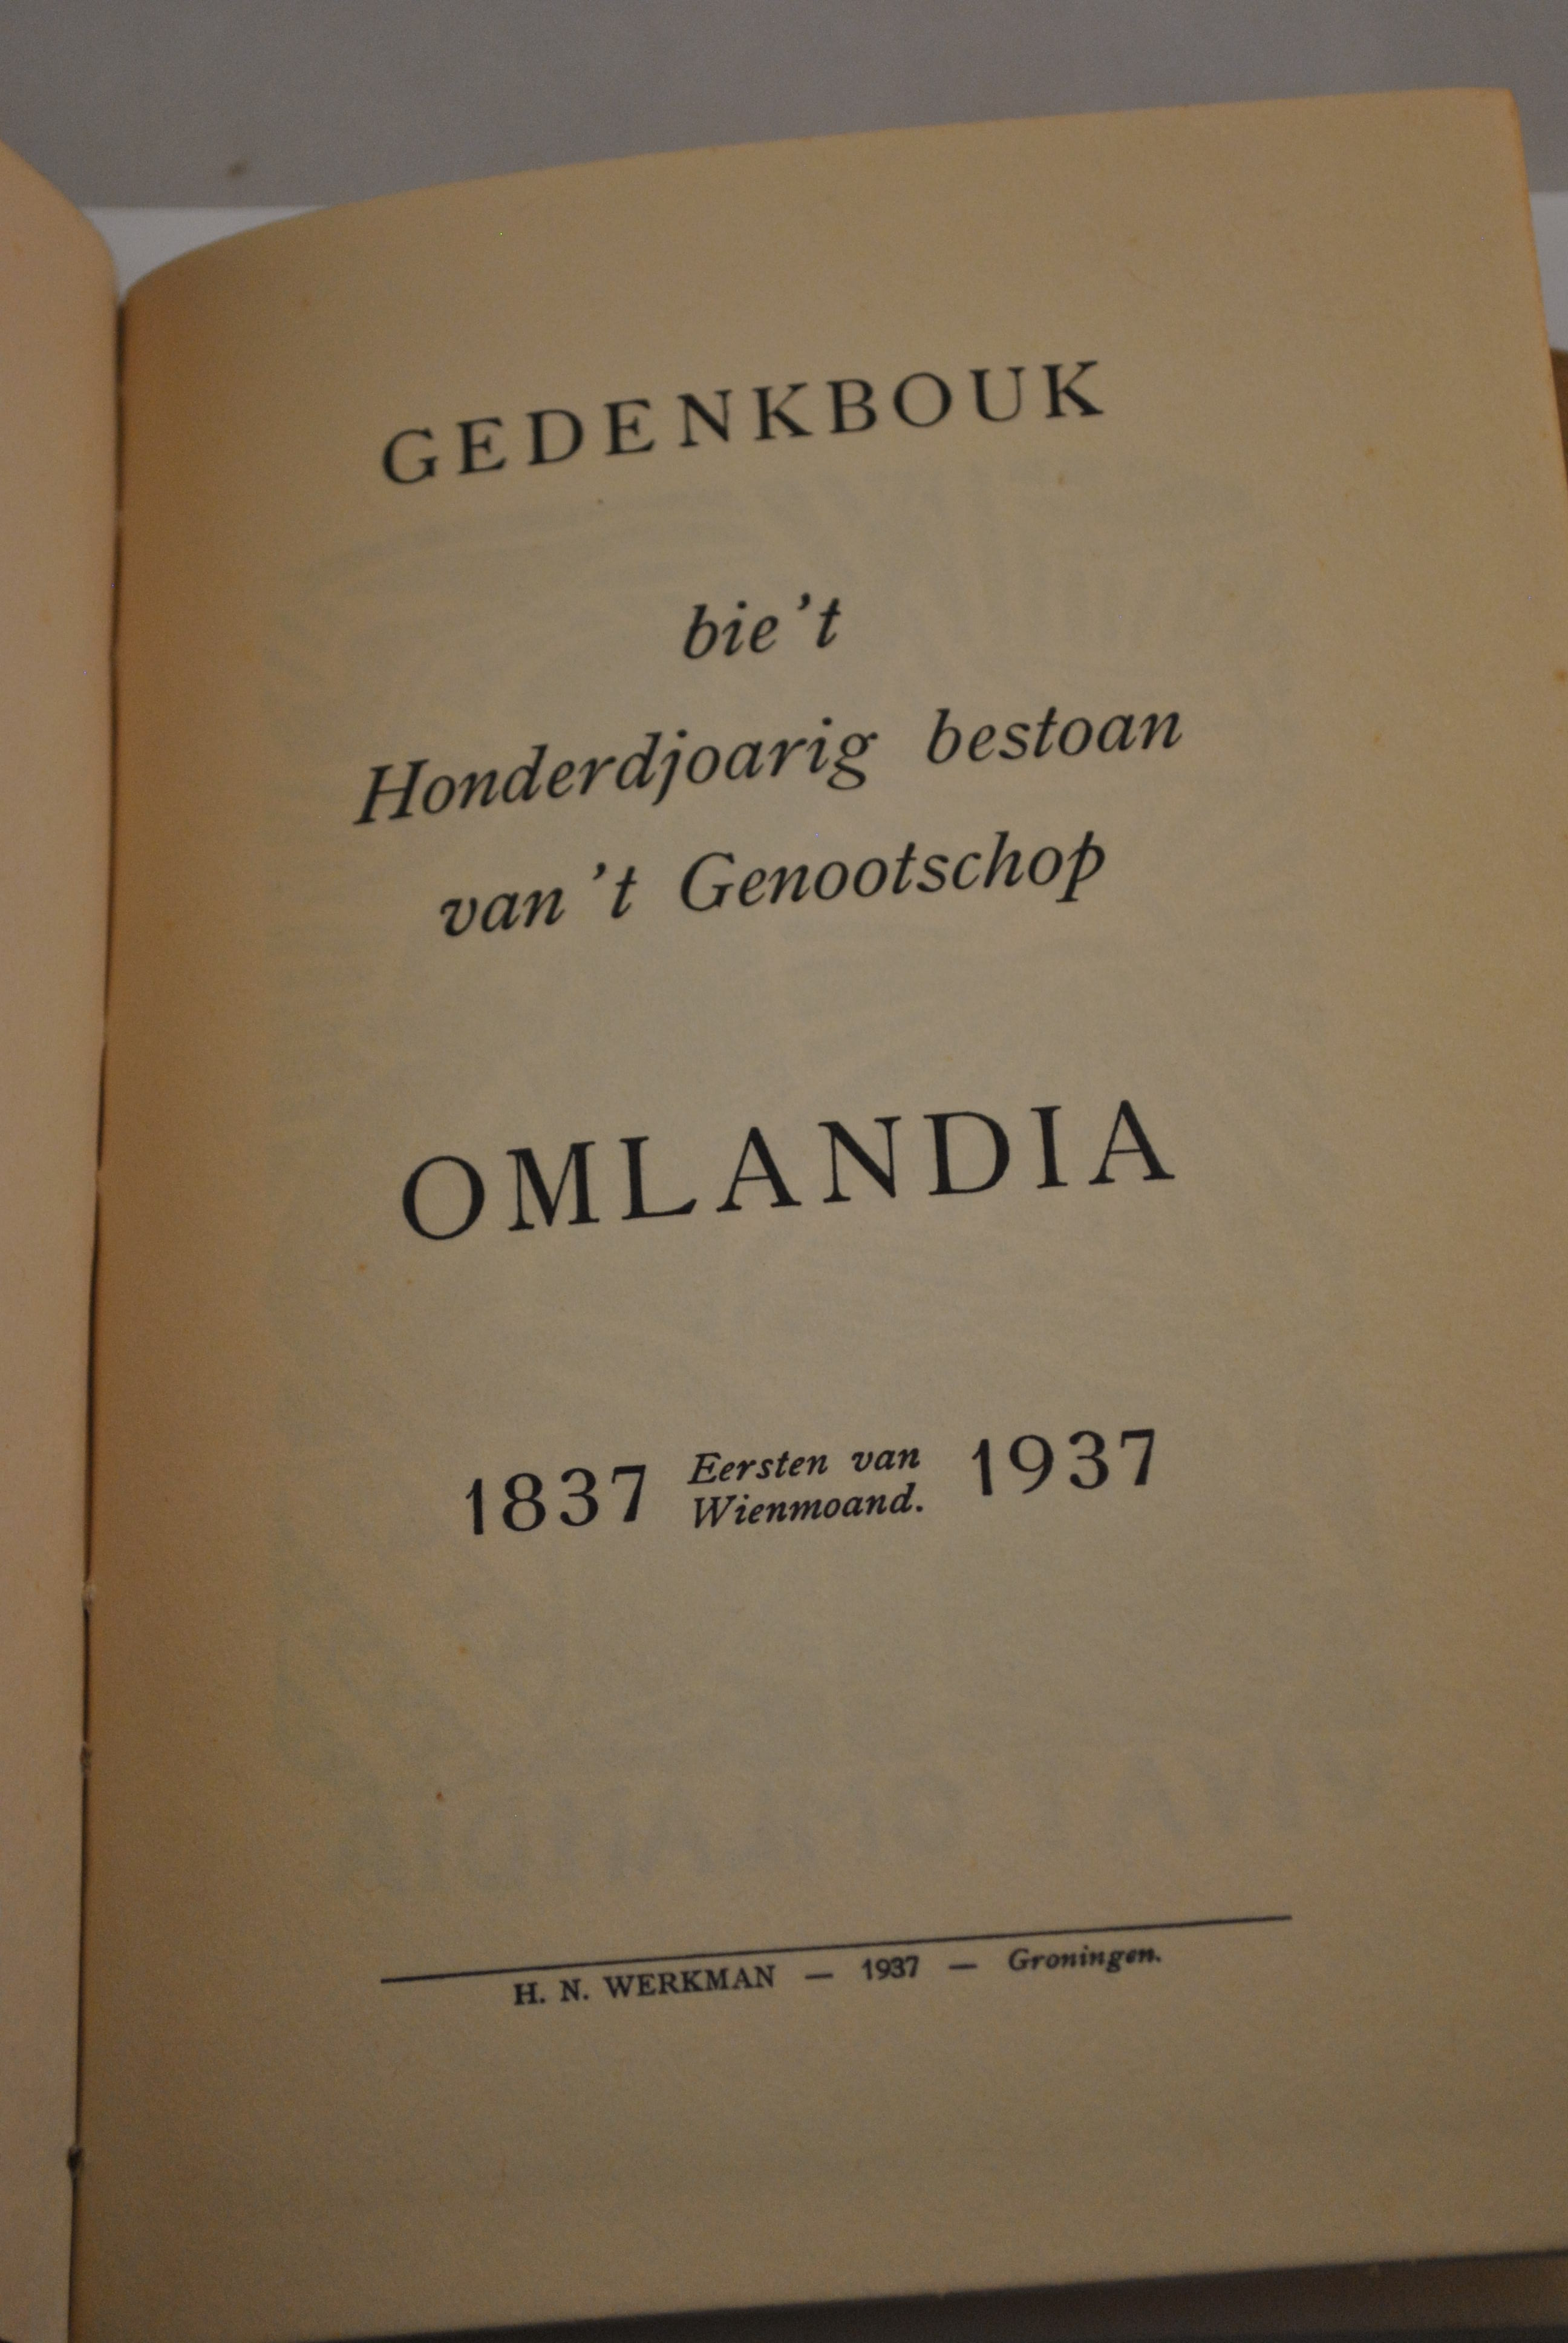 GEDENKBOUK
bie 't
Honderdjoarig bestoan
van 't Genootschop
OMLANDIA
1837 Eersten van Wienmoand. 1937
H. N. WERKMAN — 1937 — Groningen.